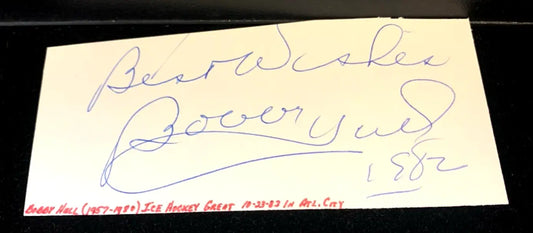 Best Wishes
Bobby Hull
1982
Bobby Hull (1957-1980) Ice Hockey Great 10-23-82 in Atl. City